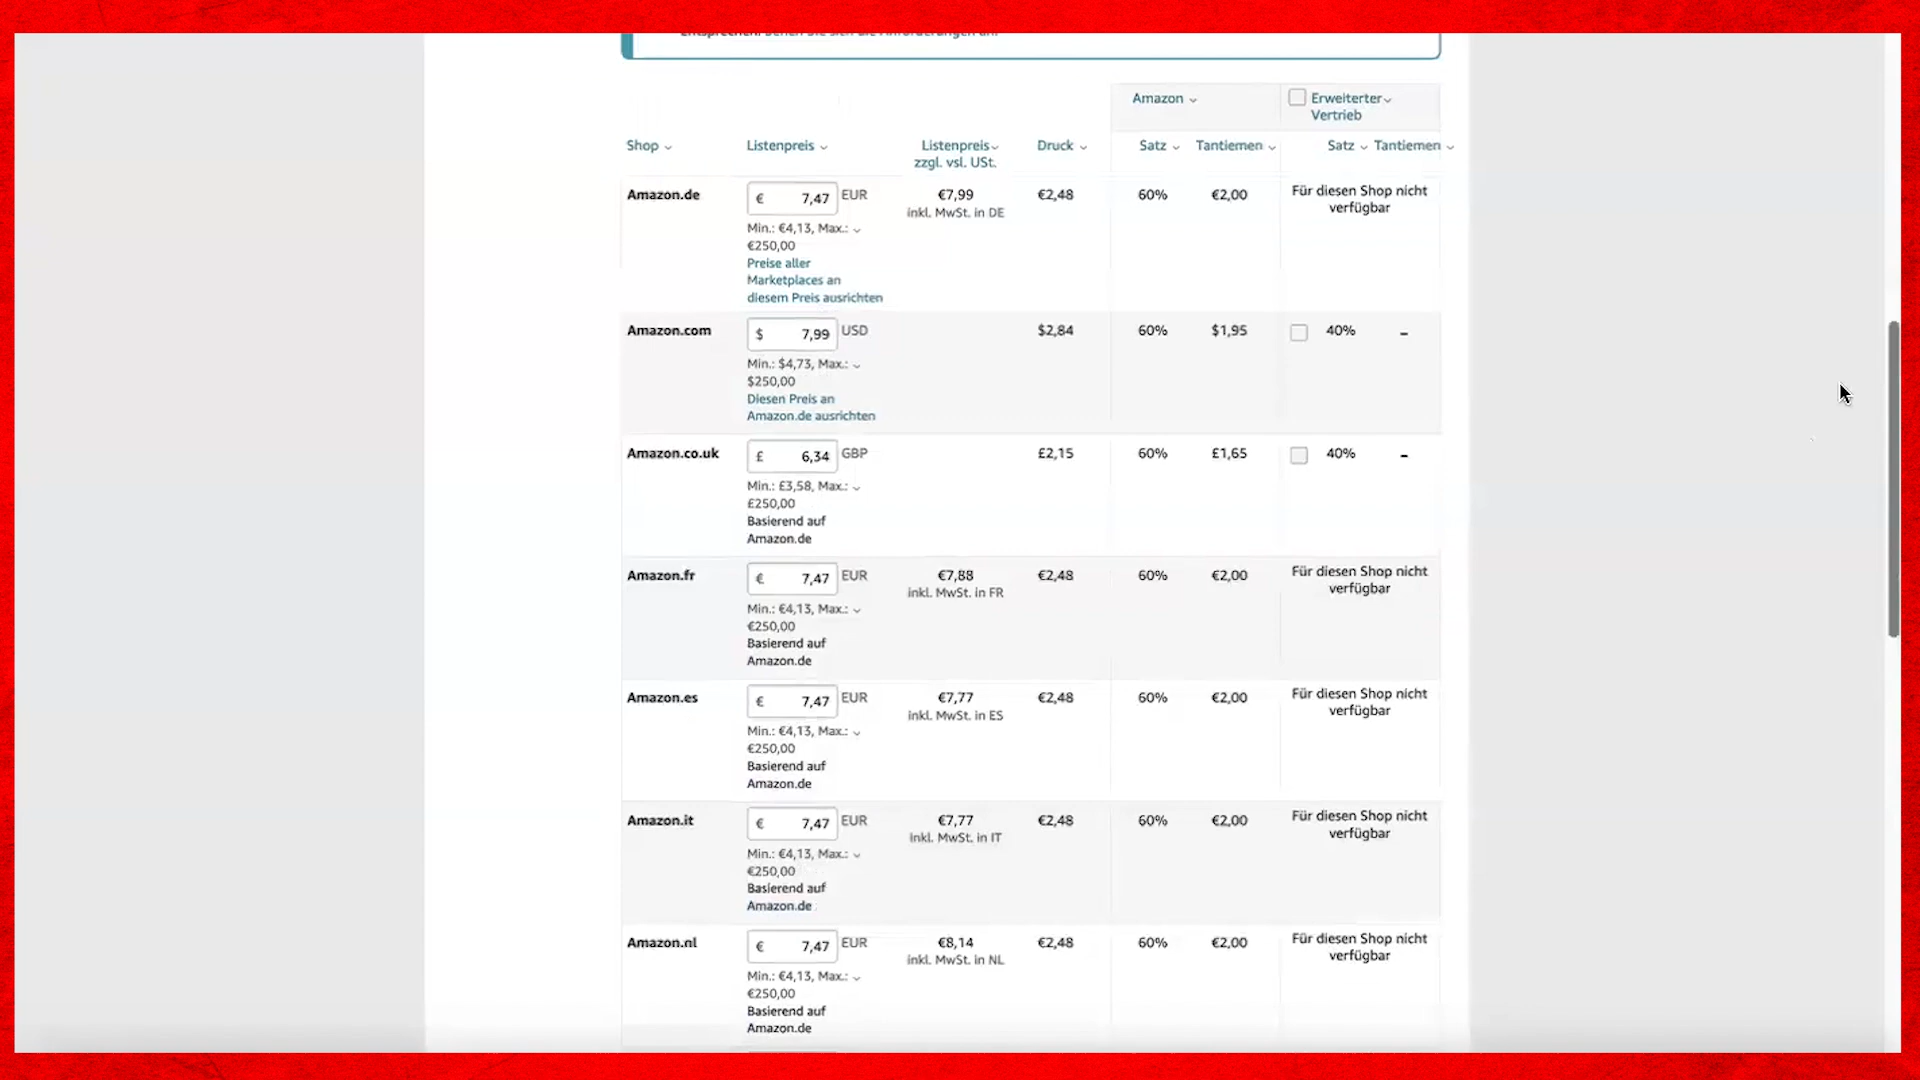 Entsprechen. Sehen Sie sich die Anforderungen an.
Amazon
Erweiterter
Vertrieb
Shop Listenpreis Listenpreis Druck Satz Tantiemen Satz Tantiemen
zzgl. vsl. USt.
Amazon.de € 7,47 EUR €7,99 €2,48 60% €2,00 Für diesen Shop nicht
inkl. MwSt. in DE verfügbar
Min.: €4,13, Max.:
€250,00
Preise aller
Marketplaces an
diesem Preis ausrichten
Amazon.com $ 7,99 USD $2,84 60% $1,95 40% –
Min.: $4,73, Max.:
$250,00
Diesen Preis an
Amazon.de ausrichten
Amazon.co.uk £ 6,34 GBP £2,15 60% £1,65 40% –
Min.: £3,58, Max.:
£250,00
Basierend auf
Amazon.de
Amazon.fr € 7,47 EUR €7,88 €2,48 60% €2,00 Für diesen Shop nicht
inkl. MwSt. in FR verfügbar
Min.: €4,13, Max.:
€250,00
Basierend auf
Amazon.de
Amazon.es € 7,47 EUR €7,77 €2,48 60% €2,00 Für diesen Shop nicht
inkl. MwSt. in ES verfügbar
Min.: €4,13, Max.:
€250,00
Basierend auf
Amazon.de
Amazon.it € 7,47 EUR €7,77 €2,48 60% €2,00 Für diesen Shop nicht
inkl. MwSt. in IT verfügbar
Min.: €4,13, Max.:
€250,00
Basierend auf
Amazon.de
Amazon.nl € 7,47 EUR €8,14 €2,48 60% €2,00 Für diesen Shop nicht
inkl. MwSt. in NL verfügbar
Min.: €4,13, Max.:
€250,00
Basierend auf
Amazon.de